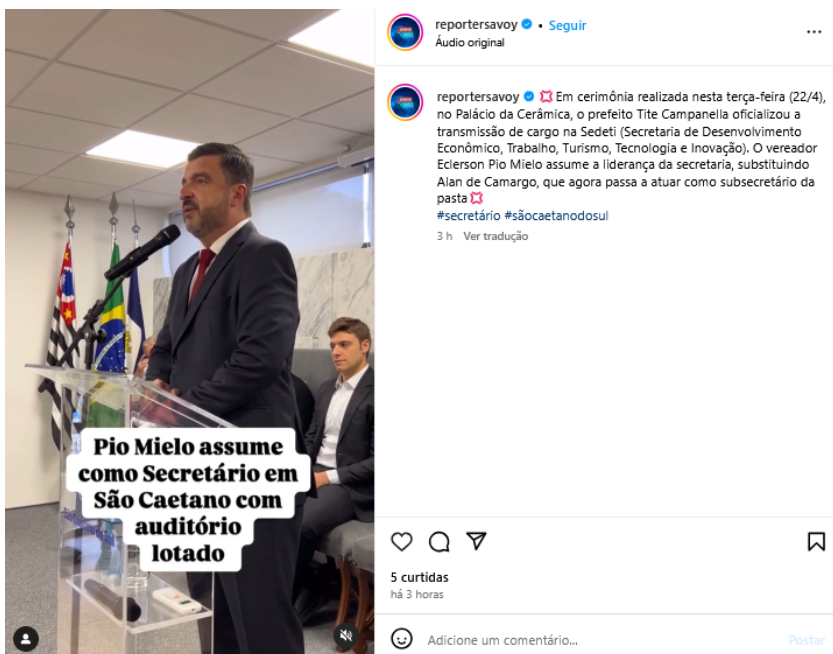 reportersavoy • Seguir
Áudio original
reportersavoy Em cerimônia realizada nesta terça-feira (22/4),
no Palácio da Cerâmica, o prefeito Tite Campanella oficializou a
transmissão de cargo na Sedeti (Secretaria de Desenvolvimento
Econômico, Trabalho, Turismo, Tecnologia e Inovação). O vereador
Eclerson Pio Mielo assume a liderança da secretaria, substituindo
Alan de Camargo, que agora passa a atuar como subsecretário da
pasta
#secretário #sãocaetanodosul
3 h Ver tradução
Pio Mielo assume
como Secretário em
São Caetano com
auditório
lotado
5 curtidas
há 3 horas
Adicione um comentário...
Postar